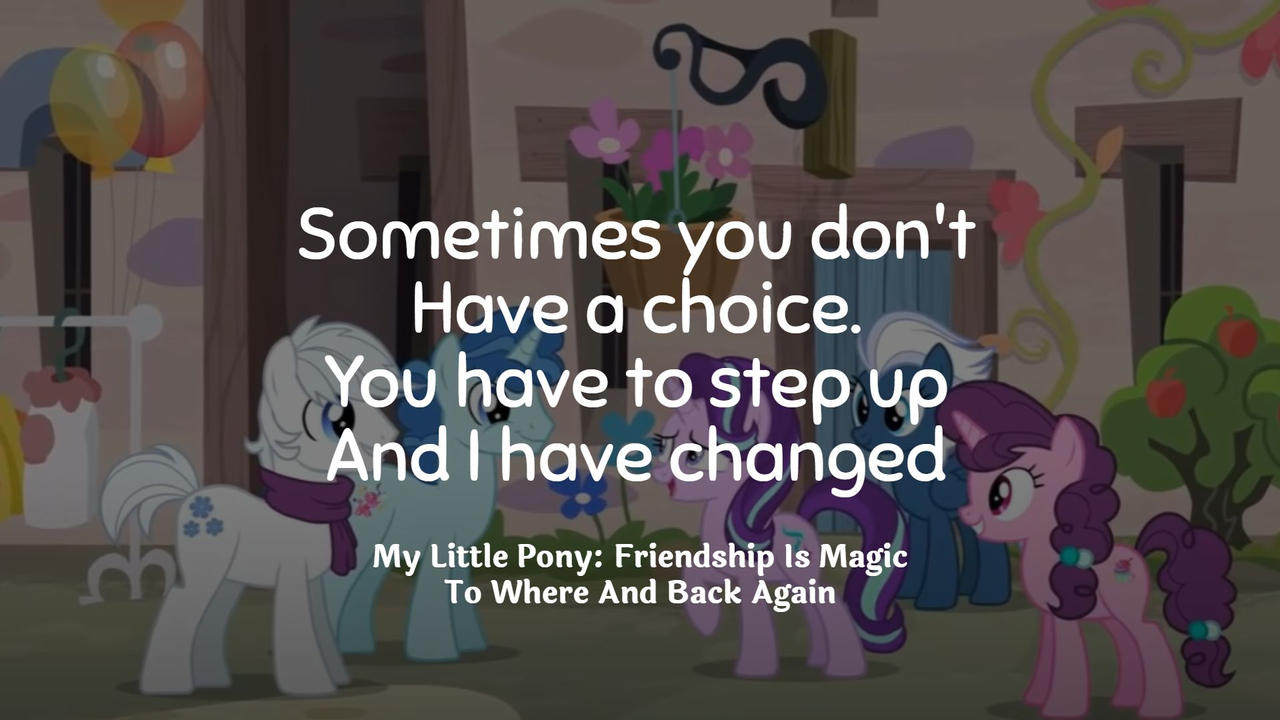 Sometimes you don't
Have a choice.
You have to step up
And I have changed
My Little Pony: Friendship Is Magic
To Where And Back Again